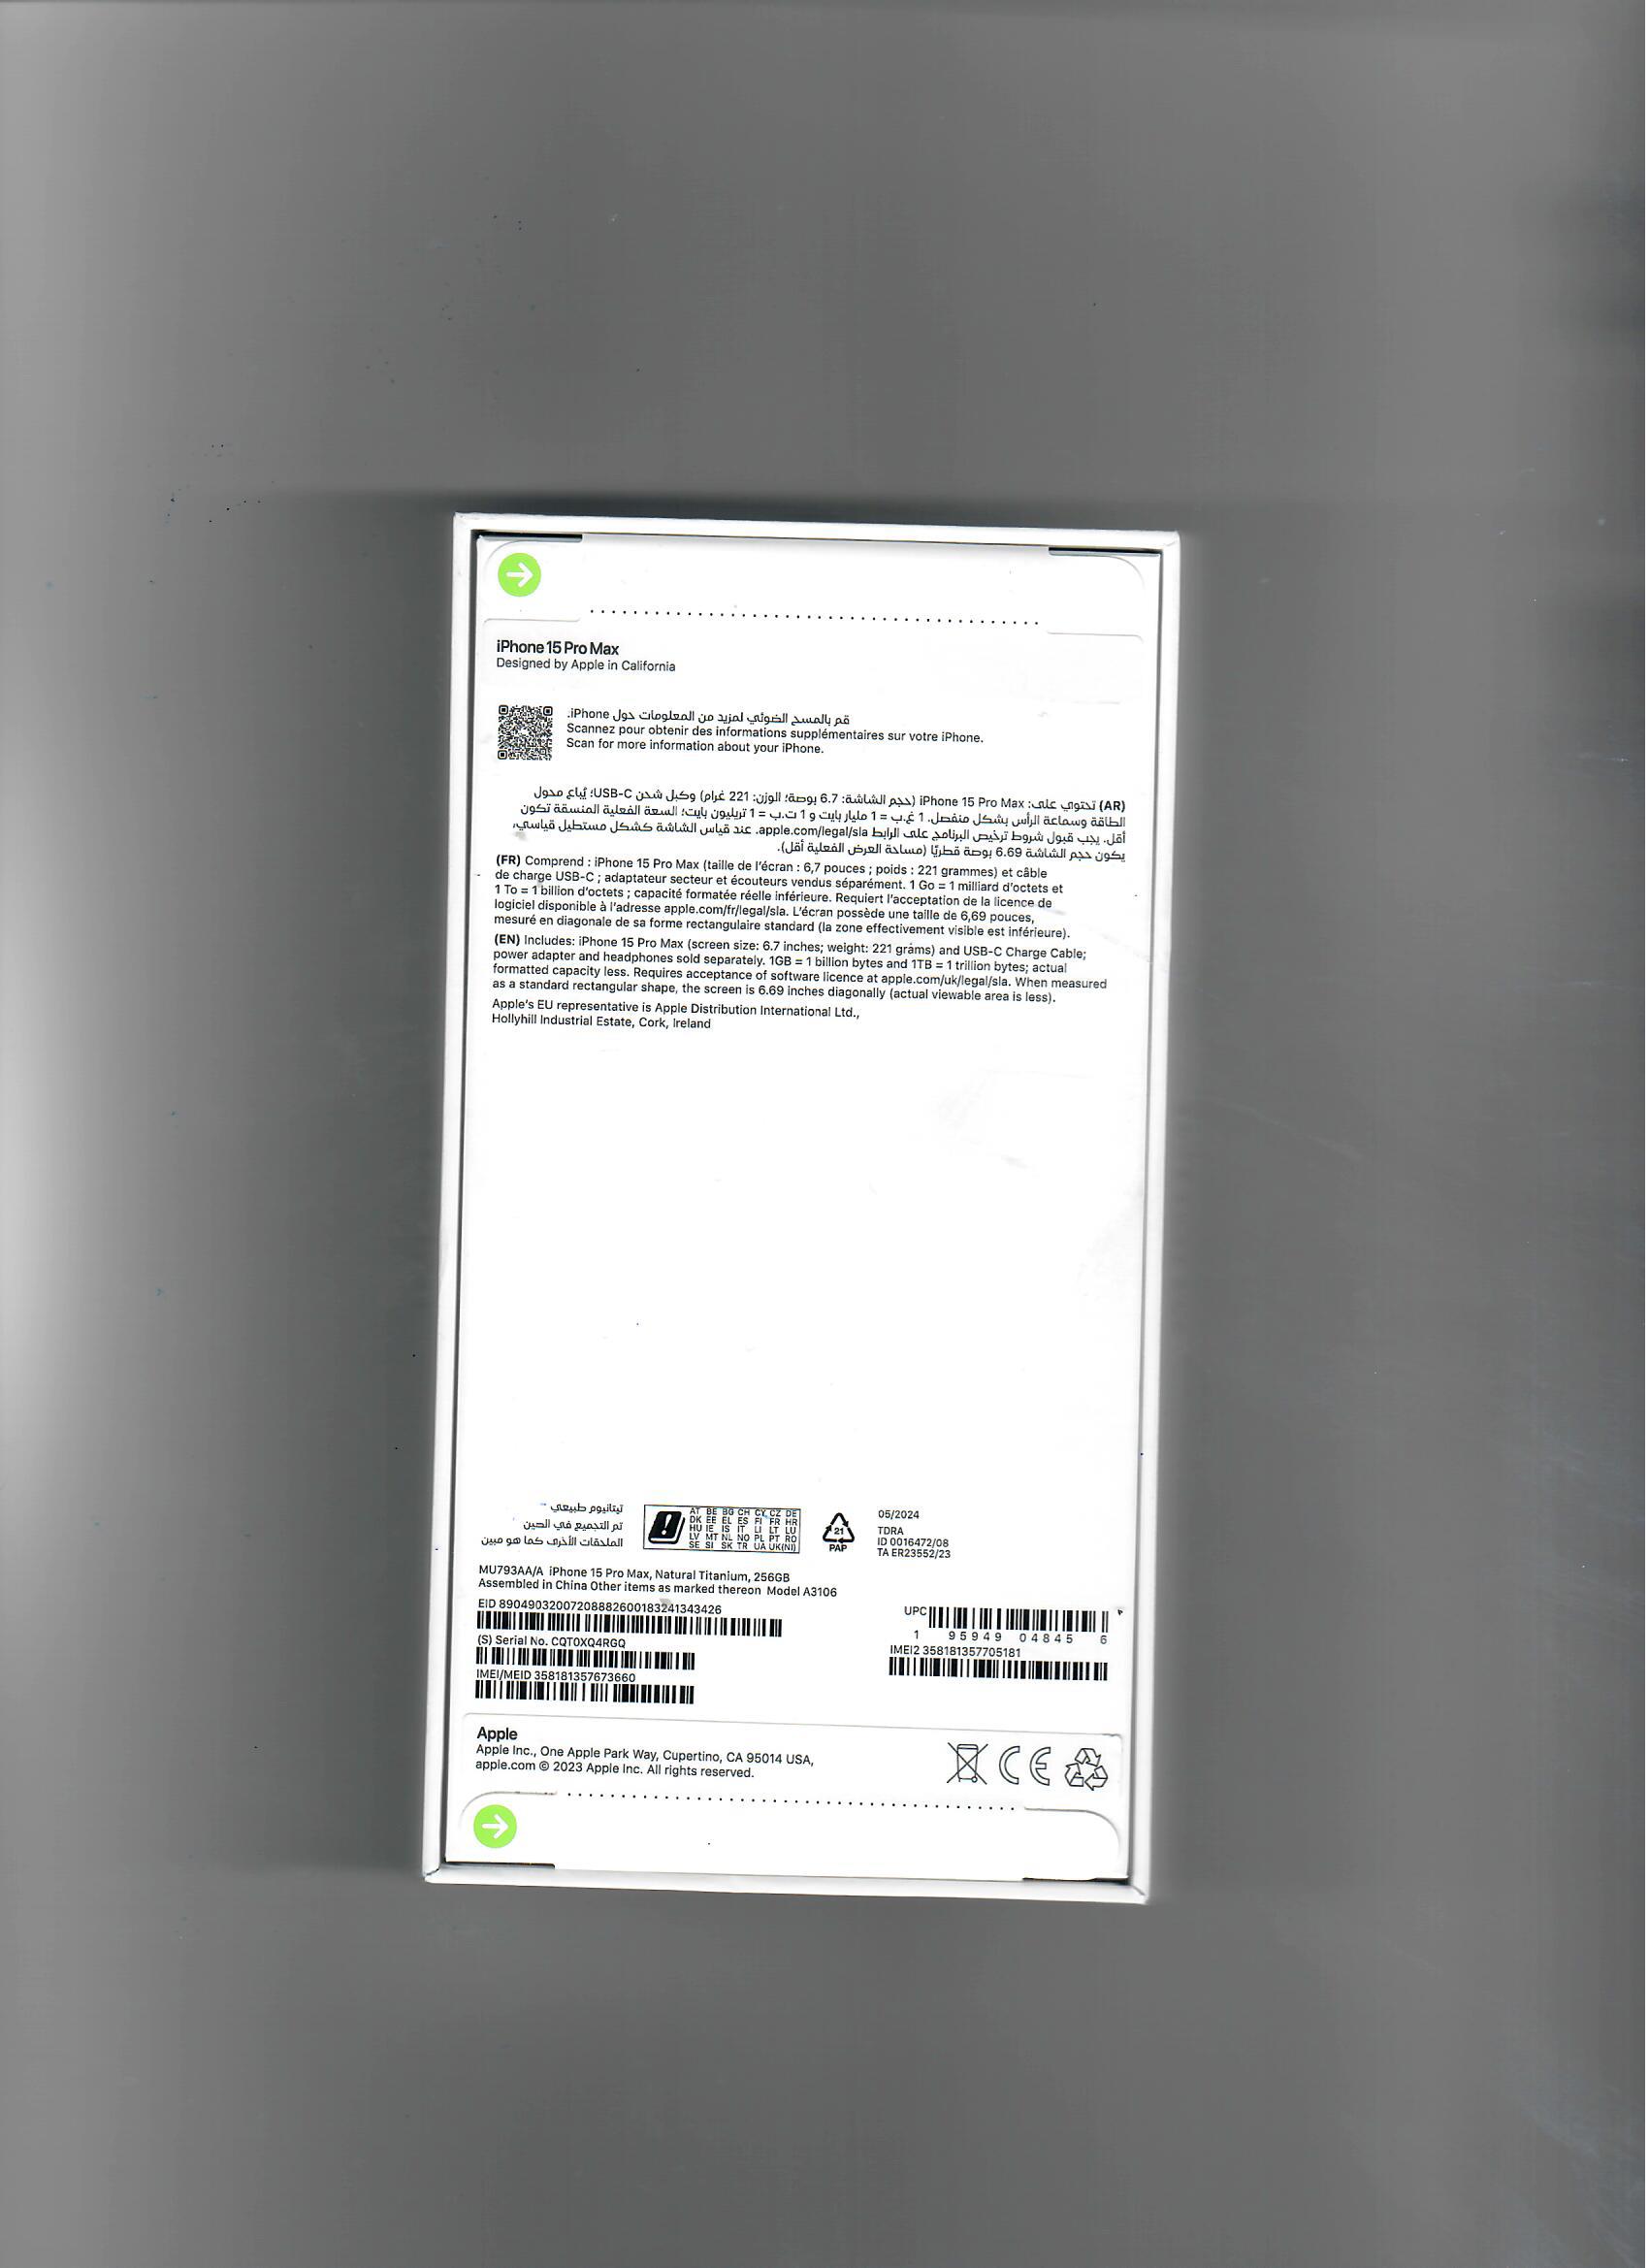 iPhone 15 Pro Max
Designed by Apple in California
قم بالمسح الضوئي لمزيد من المعلومات حول iPhone.
Scannez pour obtenir des informations supplémentaires sur votre iPhone.
Scan for more information about your iPhone.
(AR) تحتوي على: iPhone 15 Pro Max (حجم الشاشة: 6.7 بوصة؛ الوزن: 221 غرام) وكبل شحن USB-C؛ يُباع محول
الطاقة وسماعة الرأس بشكل منفصل. 1 غ.ب = 1 مليار بايت و 1 ت.ب = 1 تريليون بايت؛ السعة الفعلية المنسقة تكون
أقل. يجب قبول شروط ترخيص البرنامج على الرابط apple.com/legal/sla. عند قياس الشاشة كشكل مستطيل قياسي،
يكون حجم الشاشة 6.69 بوصة قطريًا (مساحة العرض الفعلية أقل).
(FR) Comprend : iPhone 15 Pro Max (taille de l'écran : 6,7 pouces ; poids : 221 grammes) et câble
de charge USB-C ; adaptateur secteur et écouteurs vendus séparément. 1 Go = 1 milliard d'octets et
1 To = 1 billion d'octets ; capacité formatée réelle inférieure. Requiert l'acceptation de la licence de
logiciel disponible à l'adresse apple.com/fr/legal/sla. L'écran possède une taille de 6,69 pouces,
mesuré en diagonale de sa forme rectangulaire standard (la zone effectivement visible est inférieure).
(EN) Includes: iPhone 15 Pro Max (screen size: 6.7 inches; weight: 221 grams) and USB-C Charge Cable;
power adapter and headphones sold separately. 1GB = 1 billion bytes and 1TB = 1 trillion bytes; actual
formatted capacity less. Requires acceptance of software licence at apple.com/uk/legal/sla. When measured
as a standard rectangular shape, the screen is 6.69 inches diagonally (actual viewable area is less).
Apple's EU representative is Apple Distribution International Ltd.,
Hollyhill Industrial Estate, Cork, Ireland
تيتانيوم طبيعي
تم التجميع في الصين
الملحقات الأخرى كما هو مبين
AT BE BG CH CY CZ DE
DK EE EL ES FI FR HR
HU IE IS IT LI LT LU
LV MT NL NO PL PT RO
SE SI SK TR UA UK(NI)
21
PAP
05/2024
TDRA
ID 0016472/08
TA ER23552/23
MU793AA/A iPhone 15 Pro Max, Natural Titanium, 256GB
Assembled in China Other items as marked thereon Model A3106
EID 89049032007208882600183241343426
(S) Serial No. CQT0XQ4RGQ
IMEI/MEID 358181357673660
UPC
1 95949 04845 6
IMEI2 358181357705181
Apple
Apple Inc., One Apple Park Way, Cupertino, CA 95014 USA,
apple.com © 2023 Apple Inc. All rights reserved.
CE